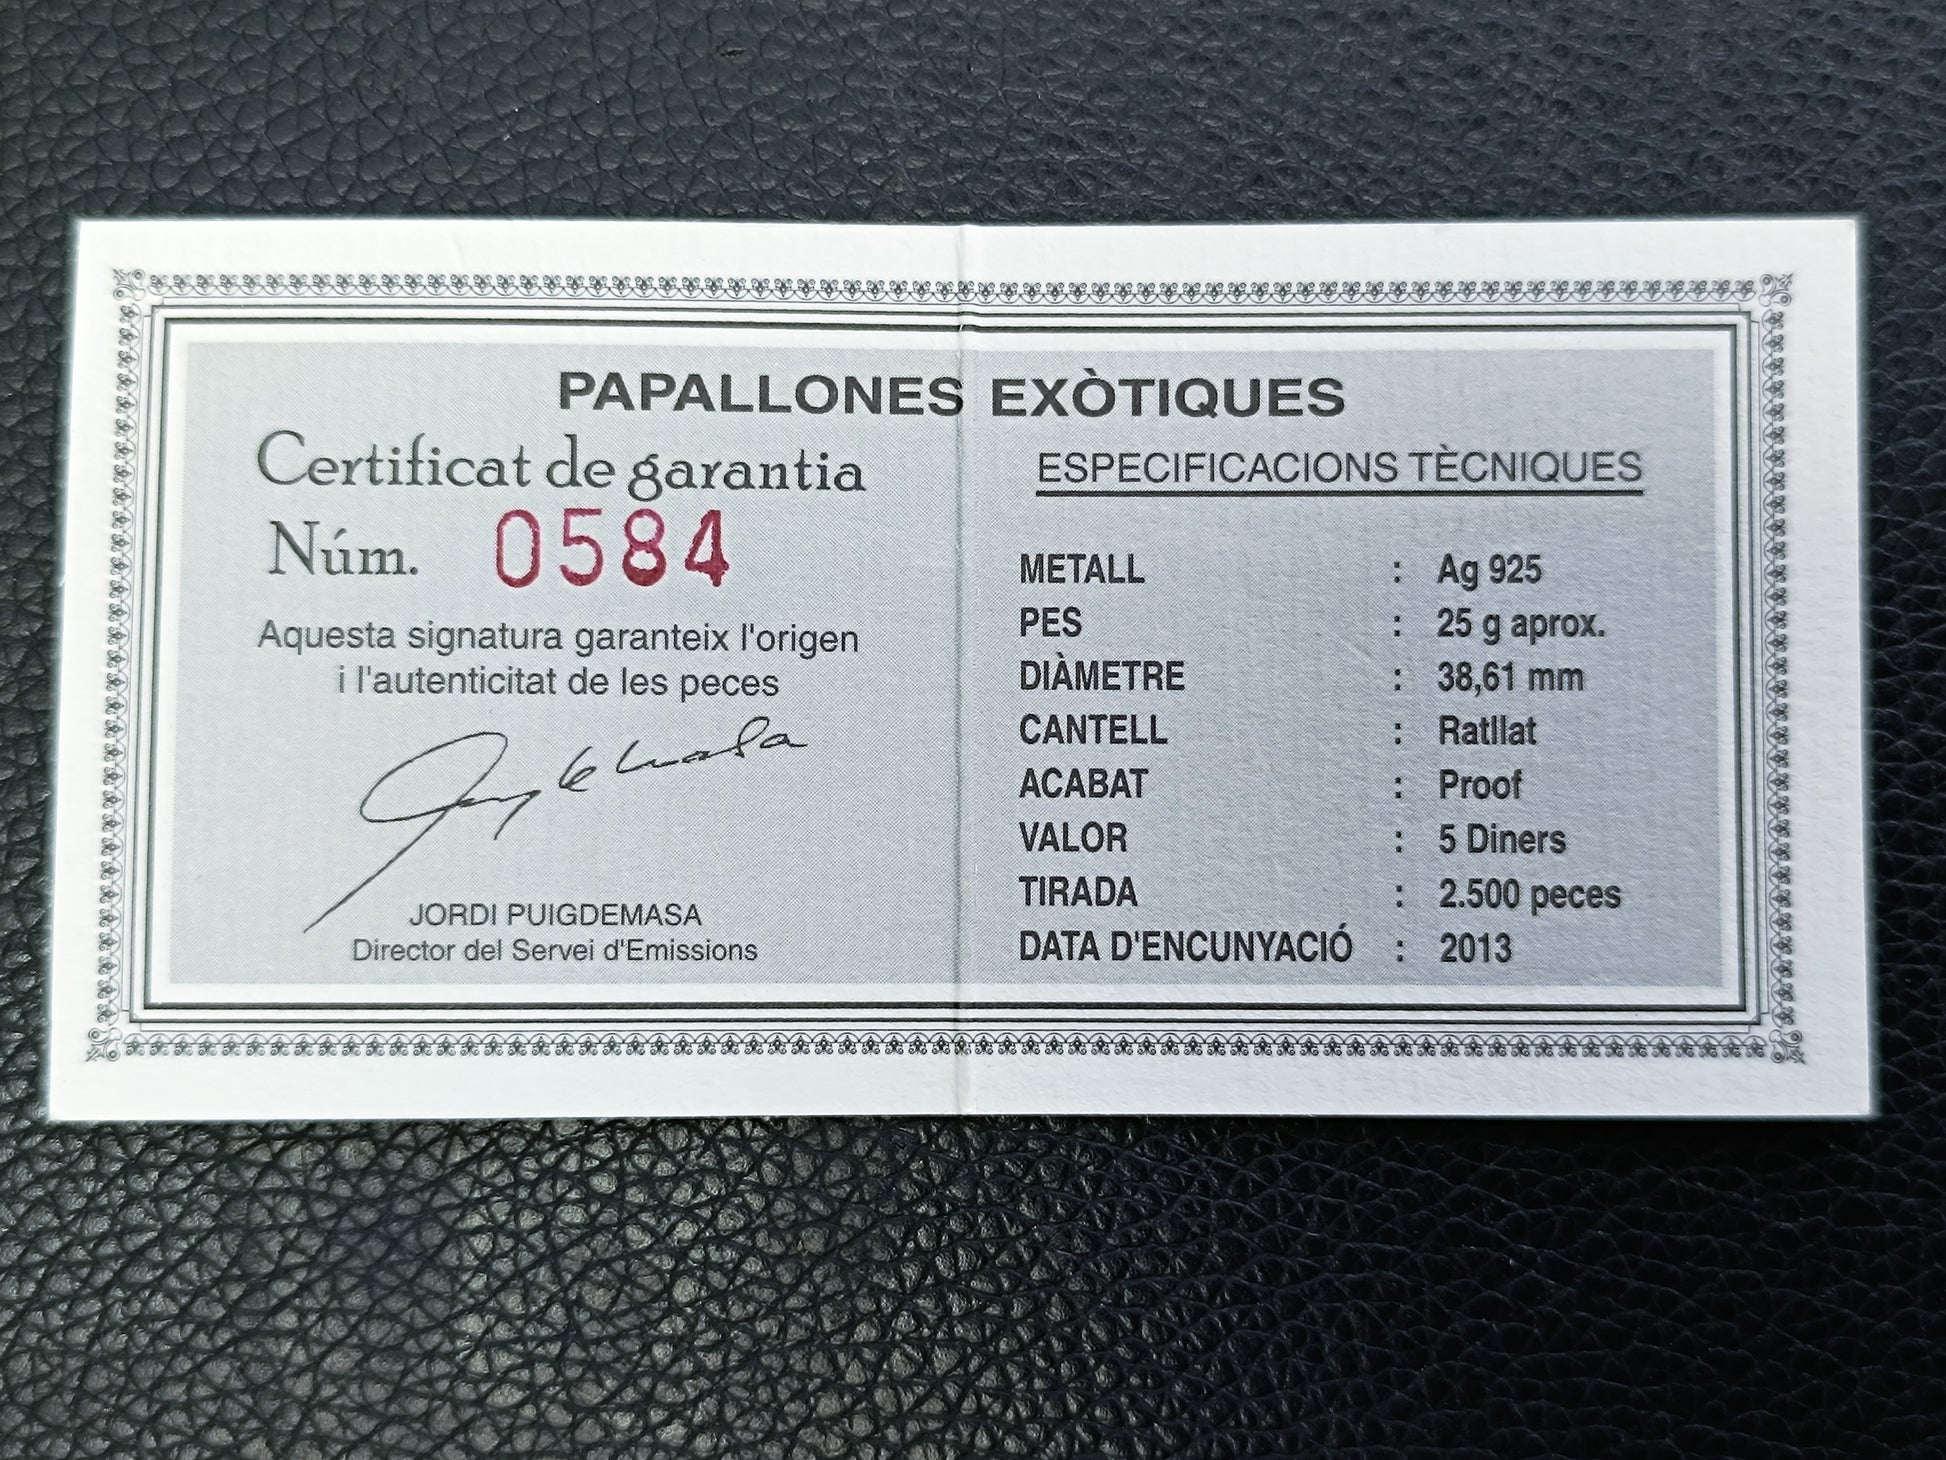 PAPALLONES EXÒTIQUES
Certificat de garantia
Núm. 0584
Aquesta signatura garanteix l'origen
i l'autenticitat de les peces
JORDI PUIGDEMASA
Director del Servei d'Emissions
ESPECIFICACIONS TÈCNIQUES
METALL : Ag 925
PES : 25 g aprox.
DIÀMETRE : 38,61 mm
CANTELL : Ratllat
ACABAT : Proof
VALOR : 5 Diners
TIRADA : 2.500 peces
DATA D'ENCUNYACIÓ : 2013